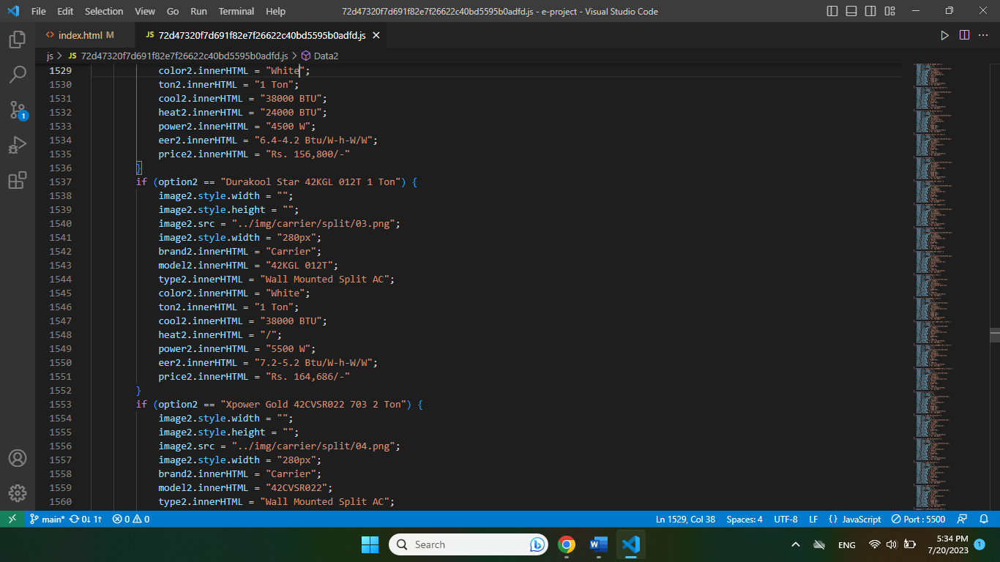 File Edit Selection View Go Run Terminal Help 72d47320f7d691f82e7f26622c40bd5595b0adfd.js - e-project - Visual Studio Code
<> index.html M JS 72d47320f7d691f82e7f26622c40bd5595b0adfd.js
js > JS 72d47320f7d691f82e7f26622c40bd5595b0adfd.js > Data2
1529 color2.innerHTML = "White";
1530 ton2.innerHTML = "1 Ton";
1531 cool2.innerHTML = "38000 BTU";
1532 heat2.innerHTML = "24000 BTU";
1533 power2.innerHTML = "4500 W";
1534 eer2.innerHTML = "6.4-4.2 Btu/W-h-W/W";
1535 price2.innerHTML = "Rs. 156,800/-"
1536 }
1537 if (option2 == "Durakool Star 42KGL 012T 1 Ton") {
1538 image2.style.width = "";
1539 image2.style.height = "";
1540 image2.src = "../img/carrier/split/03.png";
1541 image2.style.width = "280px";
1542 brand2.innerHTML = "Carrier";
1543 model2.innerHTML = "42KGL 012T";
1544 type2.innerHTML = "Wall Mounted Split AC";
1545 color2.innerHTML = "White";
1546 ton2.innerHTML = "1 Ton";
1547 cool2.innerHTML = "38000 BTU";
1548 heat2.innerHTML = "/";
1549 power2.innerHTML = "5500 W";
1550 eer2.innerHTML = "7.2-5.2 Btu/W-h-W/W";
1551 price2.innerHTML = "Rs. 164,686/-"
1552 }
1553 if (option2 == "Xpower Gold 42CVSR022 703 2 Ton") {
1554 image2.style.width = "";
1555 image2.style.height = "";
1556 image2.src = "../img/carrier/split/04.png";
1557 image2.style.width = "280px";
1558 brand2.innerHTML = "Carrier";
1559 model2.innerHTML = "42CVSR022";
1560 type2.innerHTML = "Wall Mounted Split AC";
1
main* 0↓ 1↑ 0 0 Ln 1529, Col 38 Spaces: 4 UTF-8 LF {} JavaScript Port : 5500
Search ENG 5:34 PM
7/20/2023 1